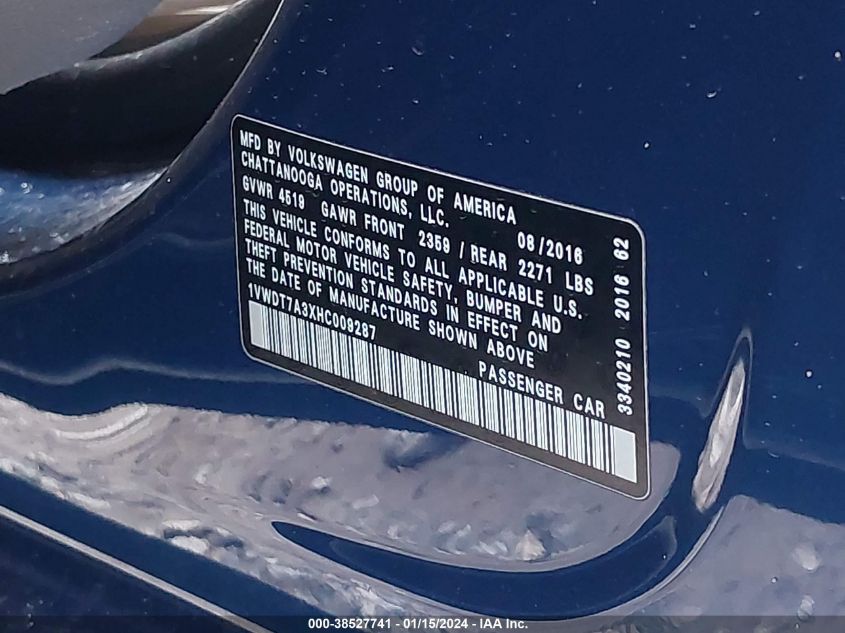 MFD BY VOLKSWAGEN GROUP OF AMERICA
CHATTANOOGA OPERATIONS, LLC.
GVWR 4519 GAWR FRONT 2359 / REAR 2271 LBS
08/2016
THIS VEHICLE CONFORMS TO ALL APPLICABLE U.S.
FEDERAL MOTOR VEHICLE SAFETY, BUMPER AND
THEFT PREVENTION STANDARDS IN EFFECT ON
THE DATE OF MANUFACTURE SHOWN ABOVE
1VWDT7A3XHC009287
PASSENGER CAR
3340210 2016 62
000-38527741 - 01/15/2024 - IAA Inc.